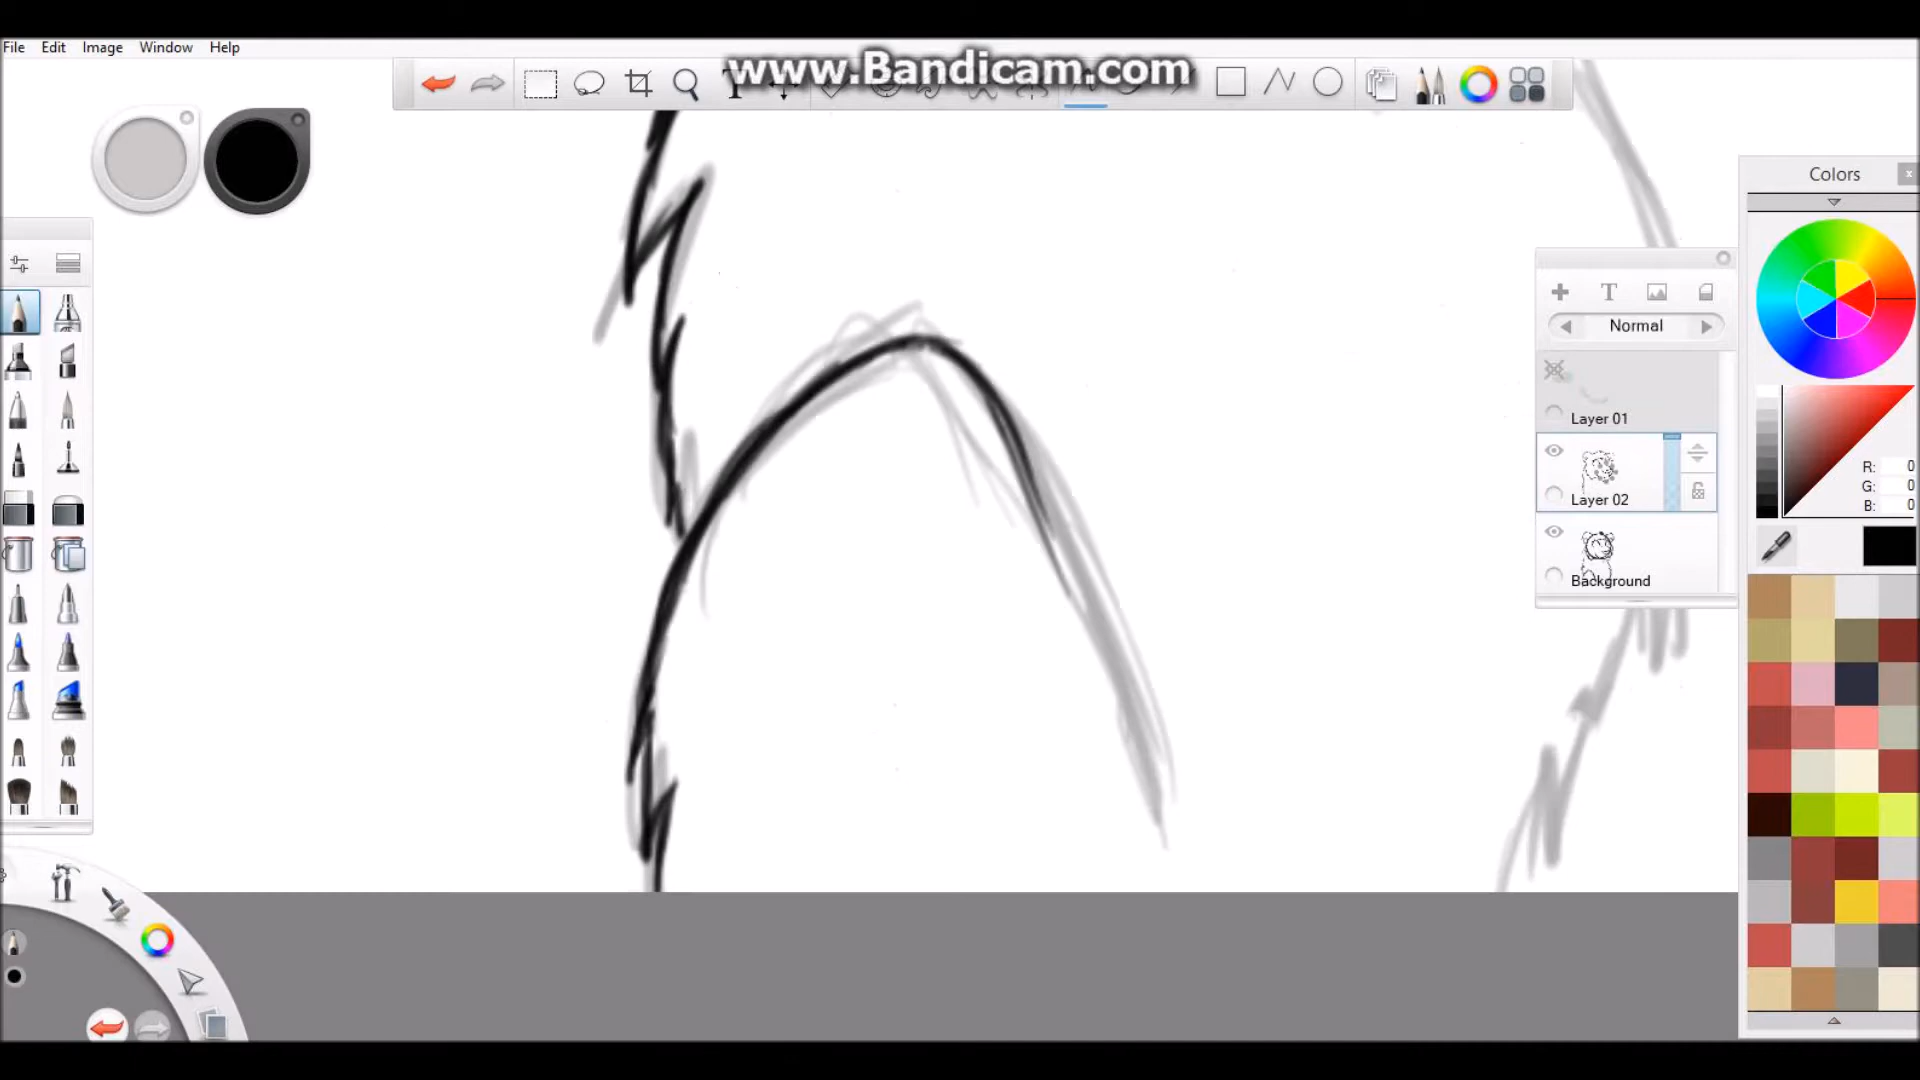 File Edit Image Window Help
www.Bandicam.com
T
Colors
T
Normal
Layer 01
Layer 02
Background
R: 0
G: 0
B: 0